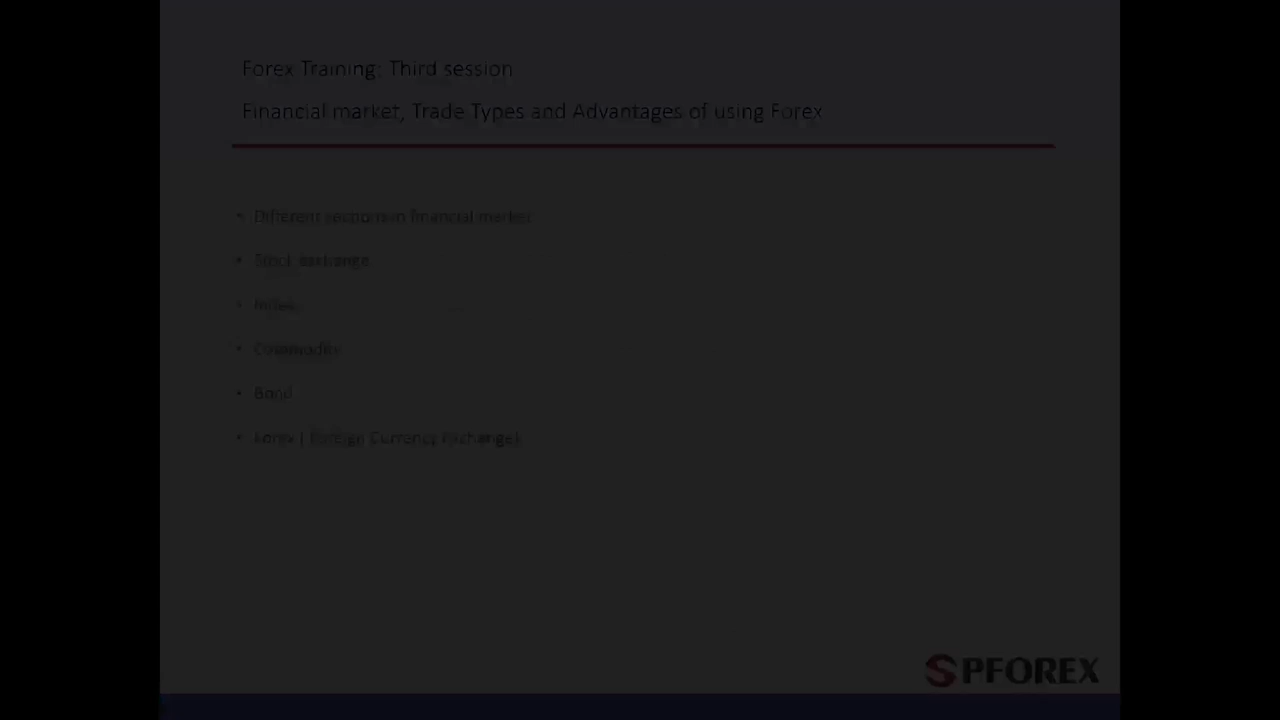 Forex Training: Third session
Financial market, Trade Types and Advantages of using Forex
• Different sections in financial market
• Stock exchange
• Index
• Commodity
• Bond
• Forex ( Foreign Currency Exchange)
SPFOREX